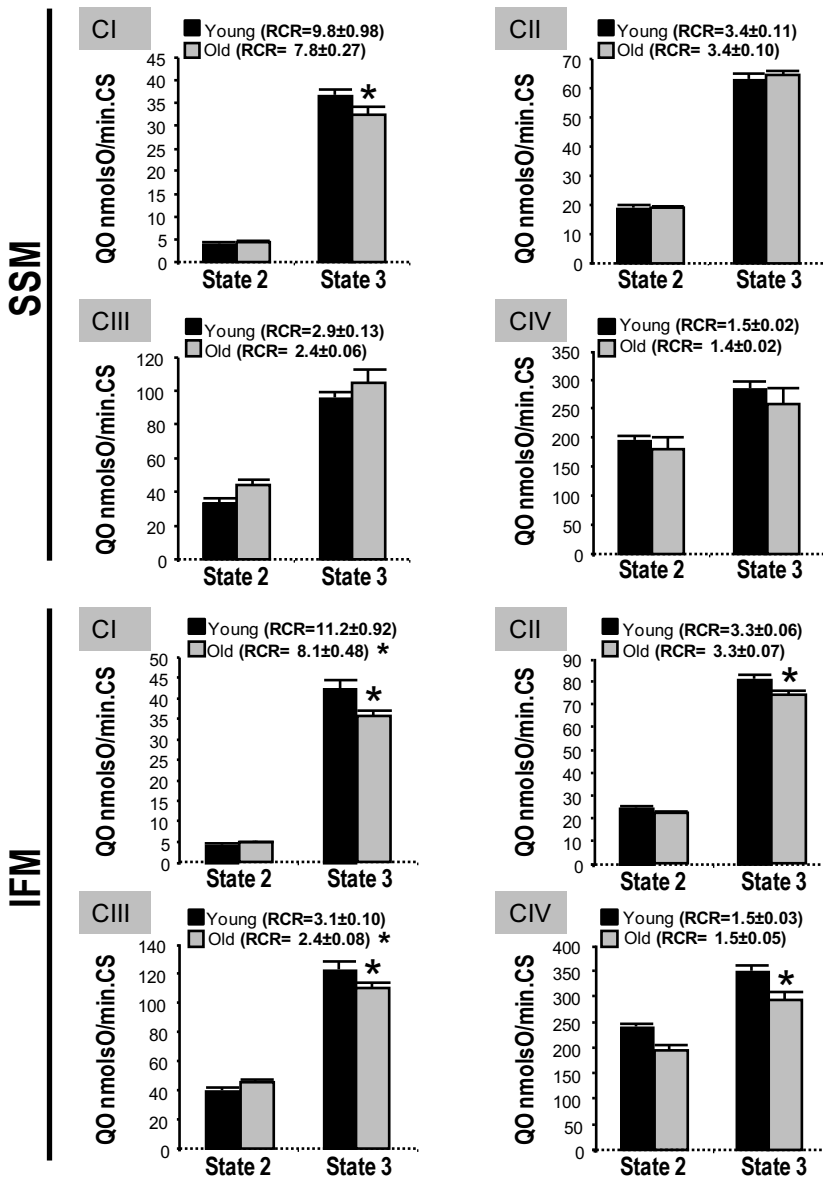 SSM
CI
Young (RCR=9.8±0.98)
Old (RCR= 7.8±0.27)
QO nmolsO/min.CS
45
40
35
30
25
20
15
10
5
0
*
State 2
State 3
CII
Young (RCR=3.4±0.11)
Old (RCR= 3.4±0.10)
QO nmolsO/min.CS
70
60
50
40
30
20
10
0
State 2
State 3
CIII
Young (RCR=2.9±0.13)
Old (RCR= 2.4±0.06)
QO nmolsO/min.CS
120
100
80
60
40
20
0
State 2
State 3
CIV
Young (RCR=1.5±0.02)
Old (RCR= 1.4±0.02)
QO nmolsO/min.CS
350
300
250
200
150
100
50
0
State 2
State 3
IFM
CI
Young (RCR=11.2±0.92)
Old (RCR= 8.1±0.48) *
QO nmolsO/min.CS
50
45
40
35
30
25
20
15
10
5
0
*
State 2
State 3
CII
Young (RCR=3.3±0.06)
Old (RCR= 3.3±0.07)
QO nmolsO/min.CS
90
80
70
60
50
40
30
20
10
0
*
State 2
State 3
CIII
Young (RCR=3.1±0.10)
Old (RCR= 2.4±0.08) *
QO nmolsO/min.CS
140
120
100
80
60
40
20
0
*
State 2
State 3
CIV
Young (RCR=1.5±0.03)
Old (RCR= 1.5±0.05)
QO nmolsO/min.CS
400
350
300
250
200
150
100
50
0
*
State 2
State 3